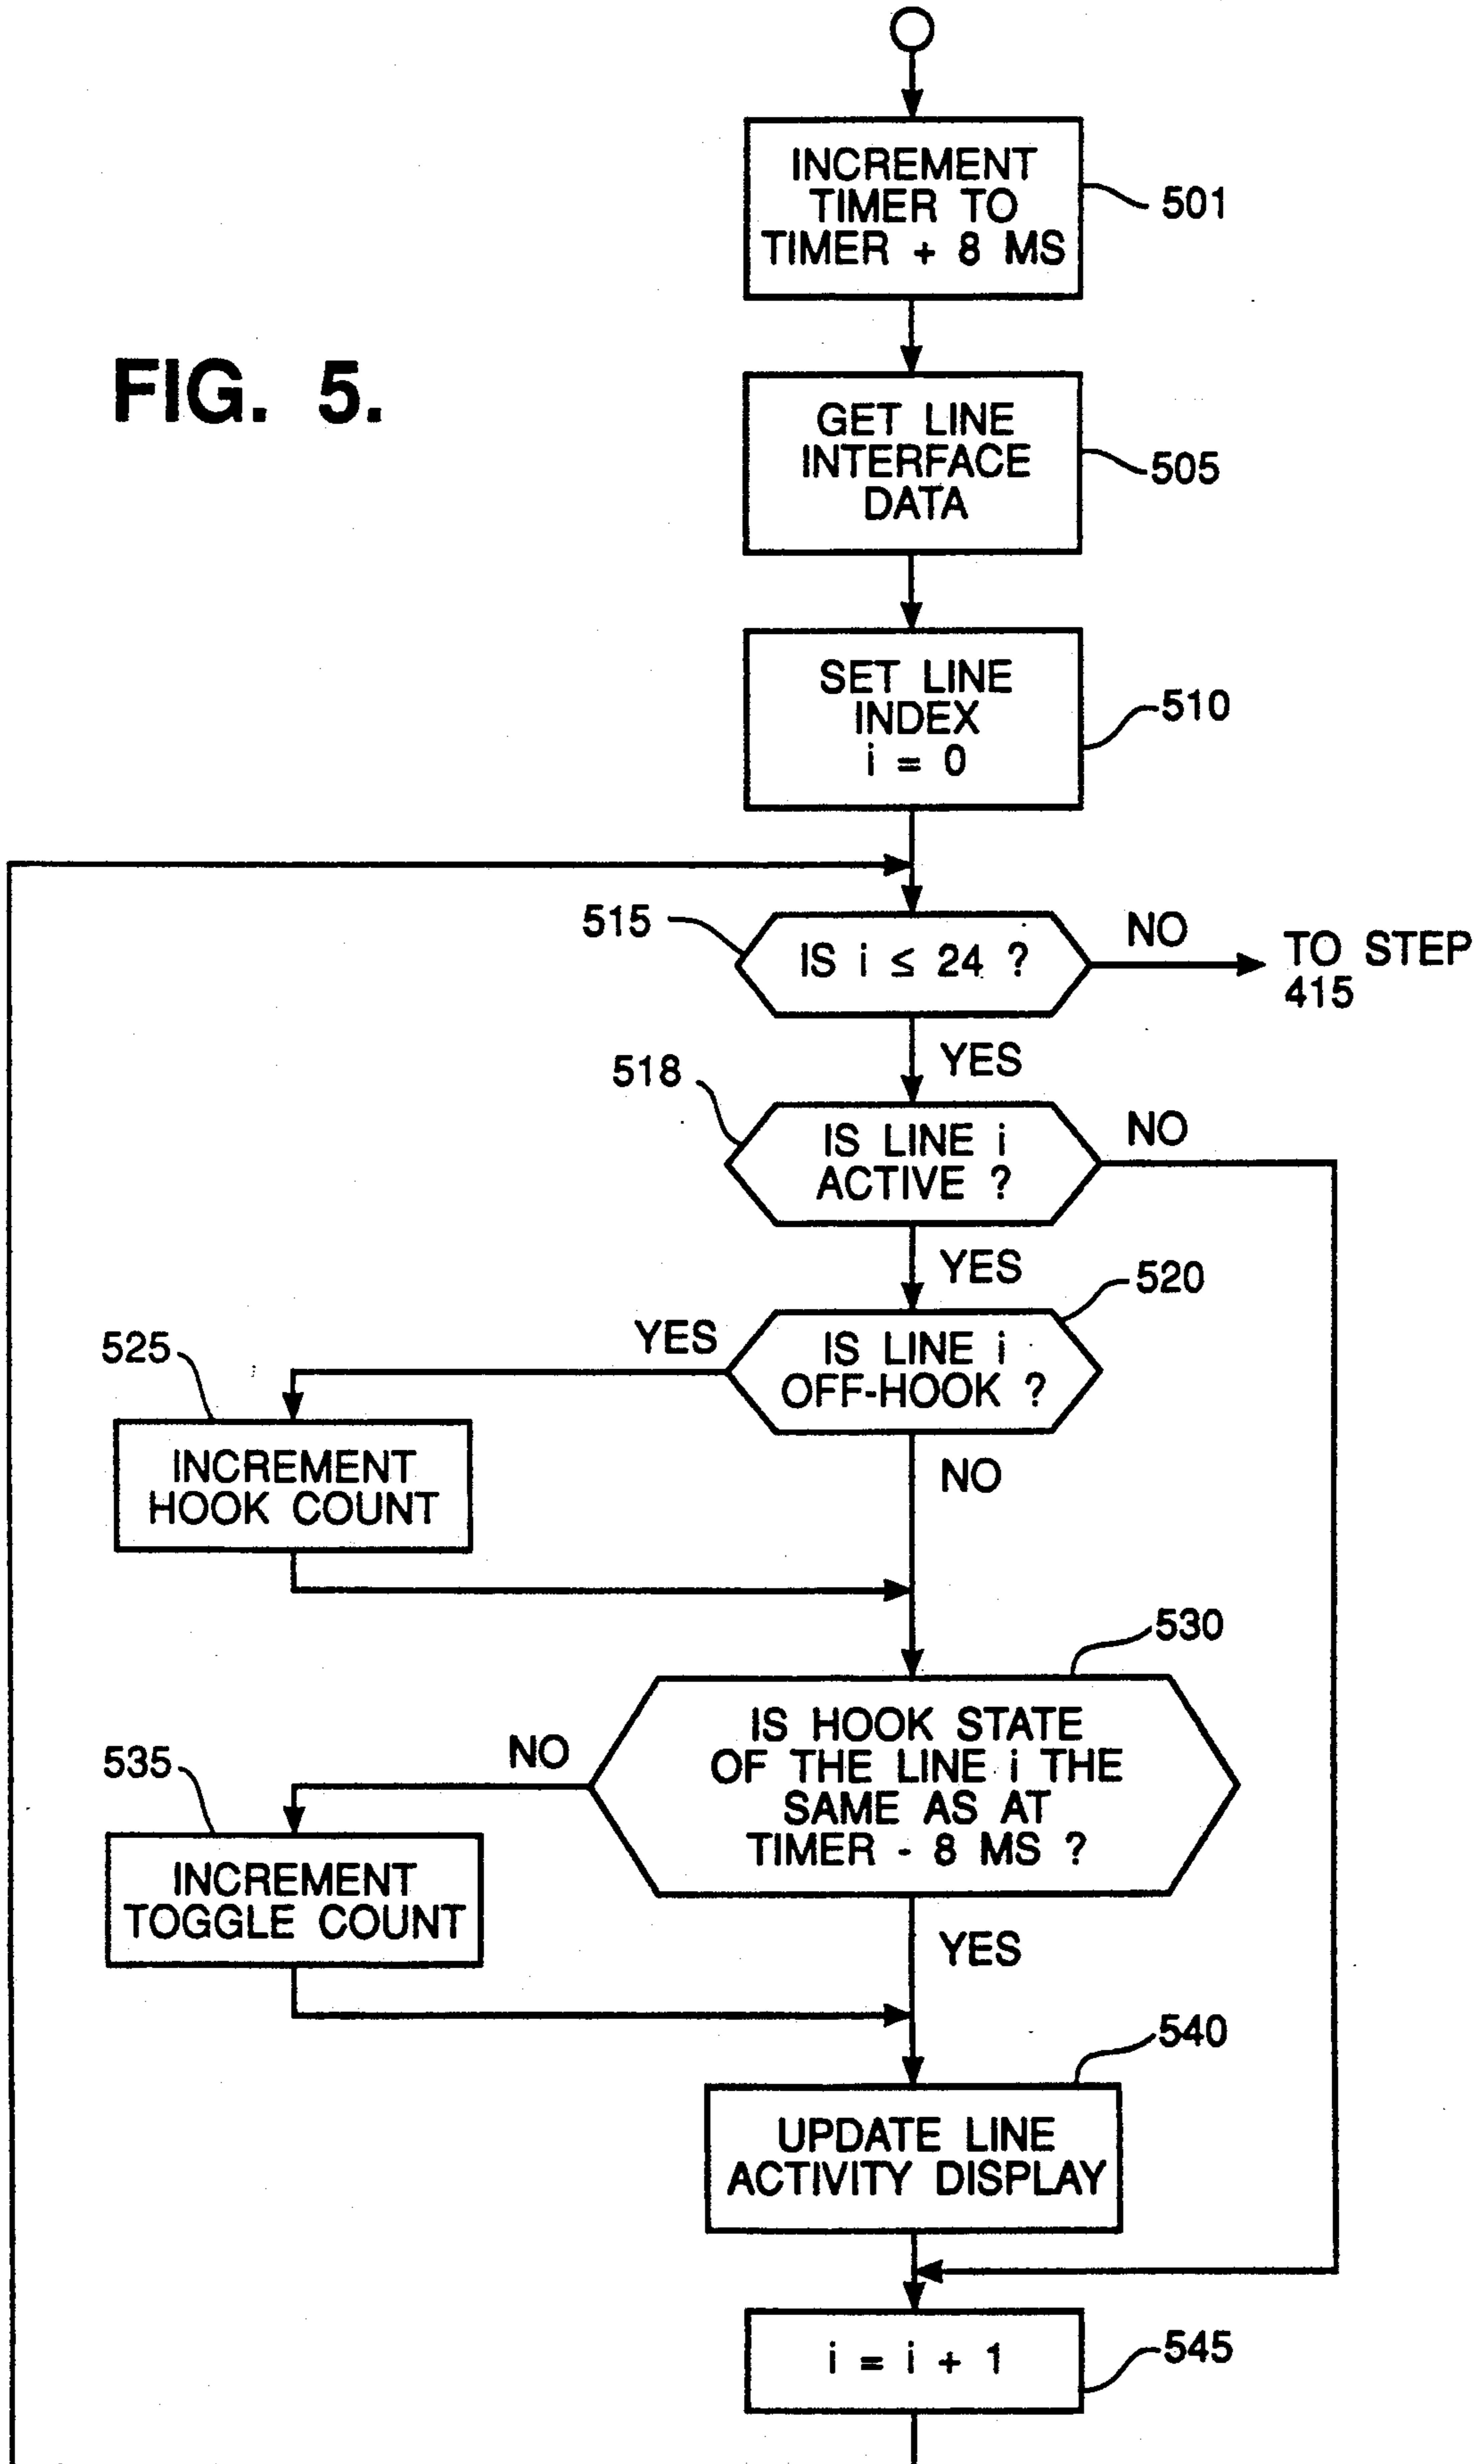 INCREMENT
TIMER TO
TIMER + 8 MS
501
FIG. 5.
GET LINE
INTERFACE
DATA
505
SET LINE
INDEX
i = 0
510
515
IS i ≤ 24 ?
NO
TO STEP
415
YES
518
IS LINE i
ACTIVE ?
NO
YES
520
525
YES
IS LINE i
OFF-HOOK ?
INCREMENT
HOOK COUNT
NO
530
IS HOOK STATE
OF THE LINE i THE
SAME AS AT
TIMER - 8 MS ?
NO
535
INCREMENT
TOGGLE COUNT
YES
540
UPDATE LINE
ACTIVITY DISPLAY
i = i + 1
545